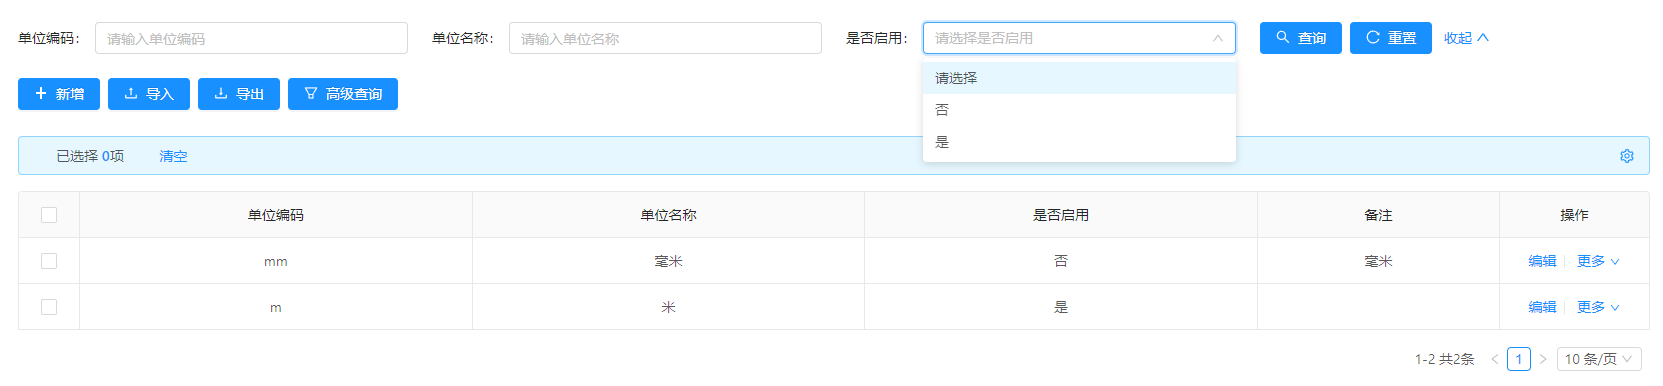 单位编码： 请输入单位编码 单位名称： 请输入单位名称 是否启用： 请选择是否启用 查询 重置 收起
请选择
否
是
新增 导入 导出 高级查询
已选择 0项 清空
单位编码 单位名称 是否启用 备注 操作
mm 毫米 否 毫米 编辑 更多
m 米 是 编辑 更多
1-2 共2条 1 10 条/页